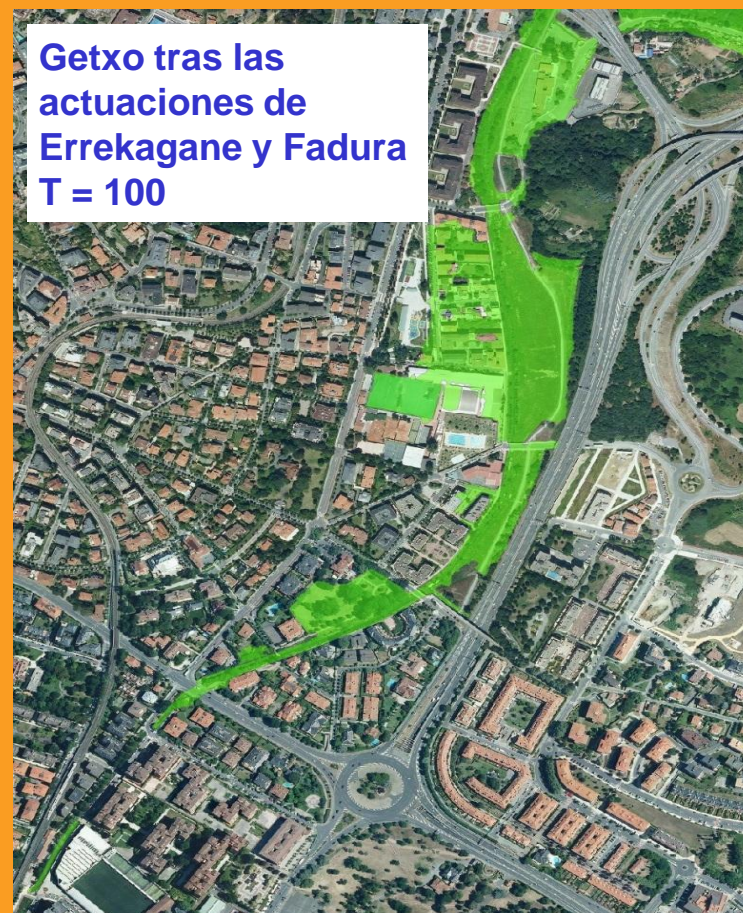 Getxo tras las
actuaciones de
Errekagane y Fadura
T = 100